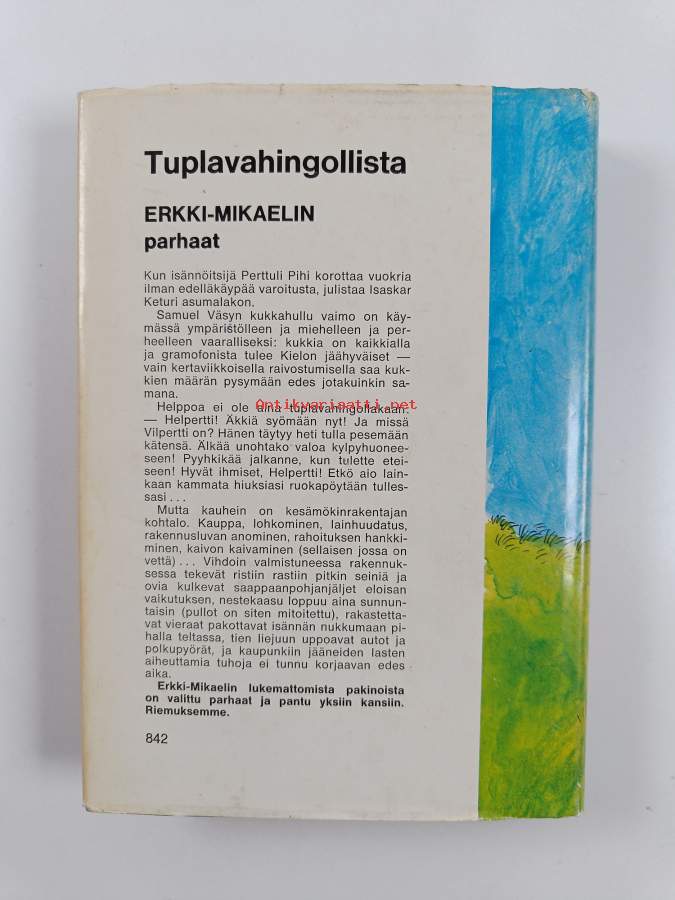 Tuplavahingollista
ERKKI-MIKAELIN
parhaat
Kun isännöitsijä Perttuli Pihi korottaa vuokria
ilman edelläkäypää varoitusta, julistaa Isaskar
Keturi asumalakon.
Samuel Väsyn kukkahullu vaimo on käy-
mässä ympäristölleen ja miehelleen ja per-
heelleen vaaralliseksi: kukkia on kaikkialla
ja gramofonista tulee Kielon jäähyväiset —
vain kertaviikkoisella raivostumisella saa kuk-
kien määrän pysymään edes jotakuinkin sa-
mana.
Antikvariaatti.net
Helppoa ei ole aina tuplavahingollakaan:
— Helpertti! Äkkiä syömään nyt! Ja missä
Vilpertti on? Hänen täytyy heti tulla pesemään
kätensä. Älkää unohtako valoa kylpyhuonee-
seen! Pyyhkikää jalkanne, kun tulette etei-
seen! Hyvät ihmiset, Helpertti! Etkö aio lain-
kaan kammata hiuksiasi ruokapöytään tulles-
sasi . . .
Mutta kauhein on kesämökinrakentajan
kohtalo. Kauppa, lohkominen, lainhuudatus,
rakennusluvan anominen, rahoituksen hankki-
minen, kaivon kaivaminen (sellaisen jossa on
vettä) . . . Vihdoin valmistuneessa rakennuk-
sessa tekevät ristiin rastiin pitkin seiniä ja
ovia kulkevat saappaanpohjanjäljet eloisan
vaikutuksen, nestekaasu loppuu aina sunnun-
taisin (pullot on siten mitoitettu), rakastetta-
vat vieraat pakottavat isännän nukkumaan pi-
halla teltassa, tien liejuun uppoavat autot ja
polkupyörät, ja kaupunkiin jääneiden lasten
aiheuttamia tuhoja ei tunnu korjaavan edes
aika.
Erkki-Mikaelin lukemattomista pakinoista
on valittu parhaat ja pantu yksiin kansiin.
Riemuksemme.
842